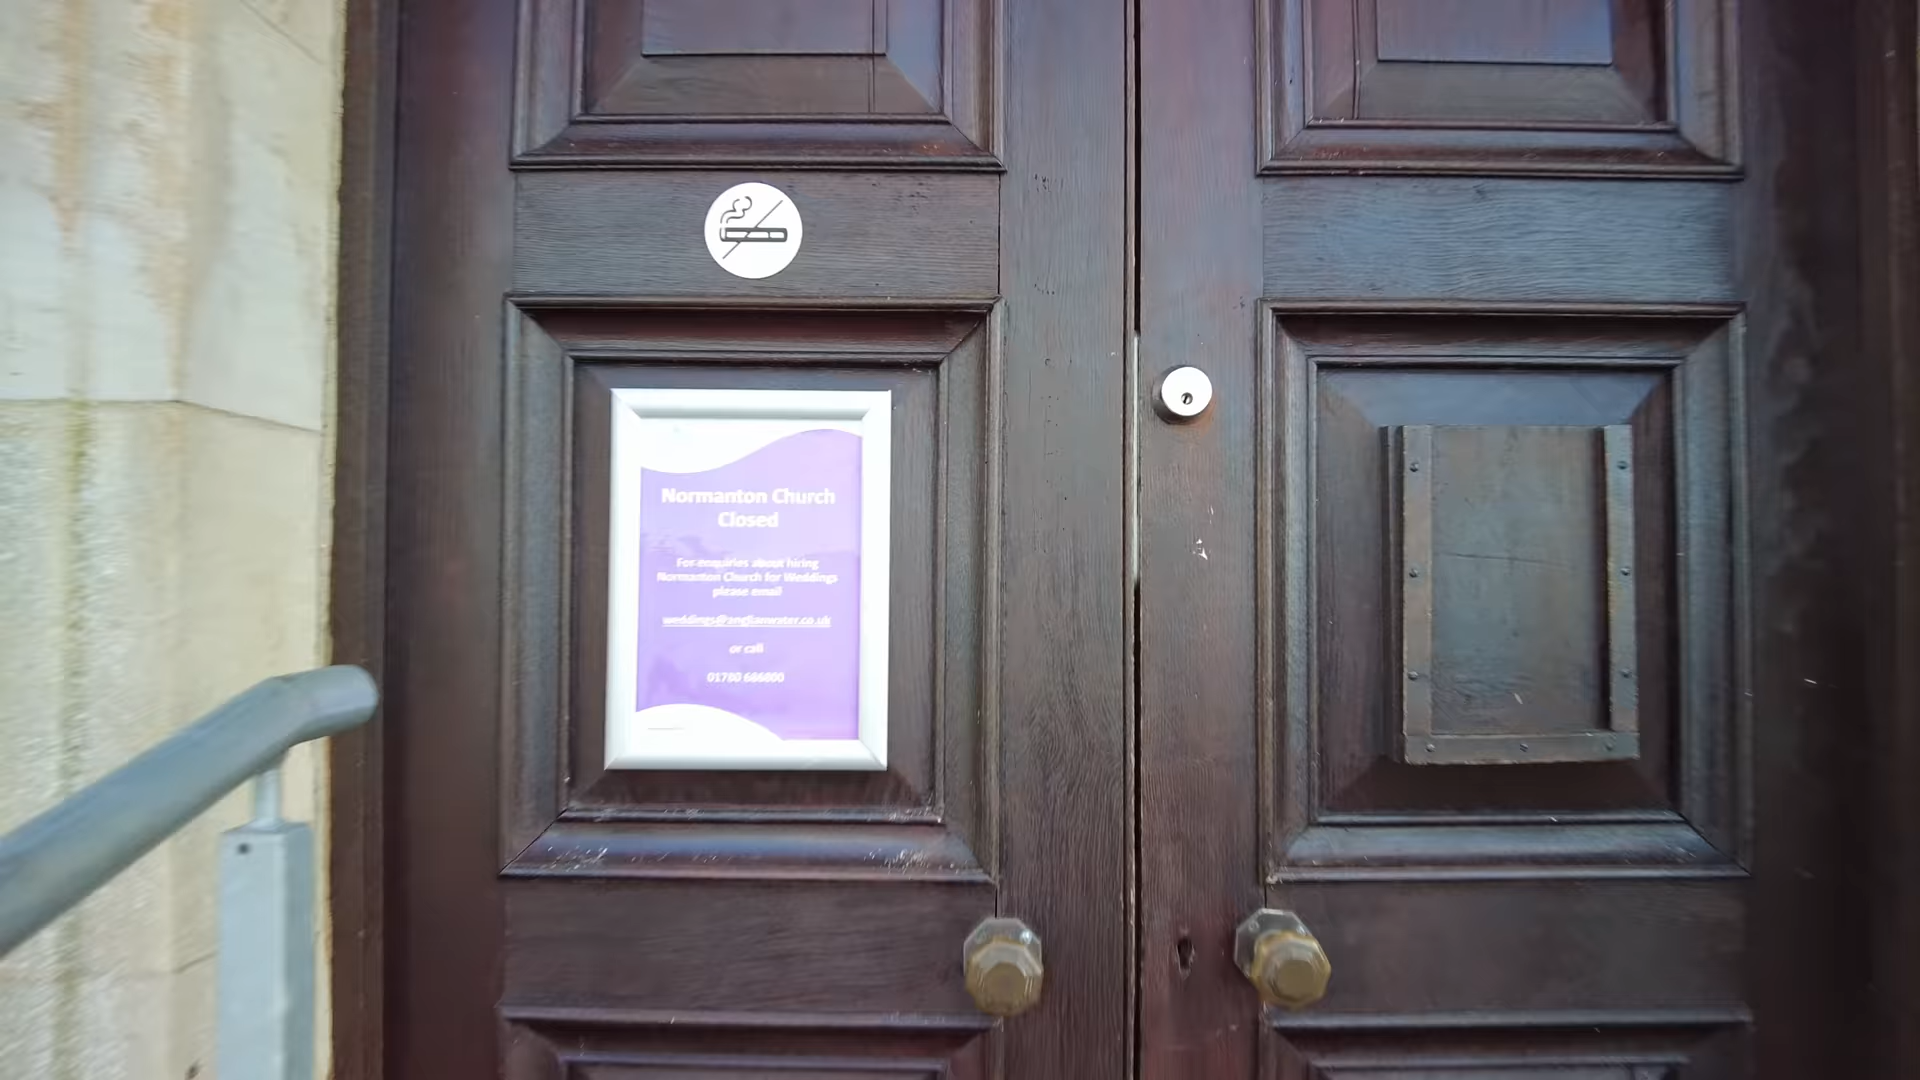 Normanton Church
Closed
For enquiries about hiring
Normanton Church for Weddings
please email
weddings@anglianwater.co.uk
or call
01780 686800